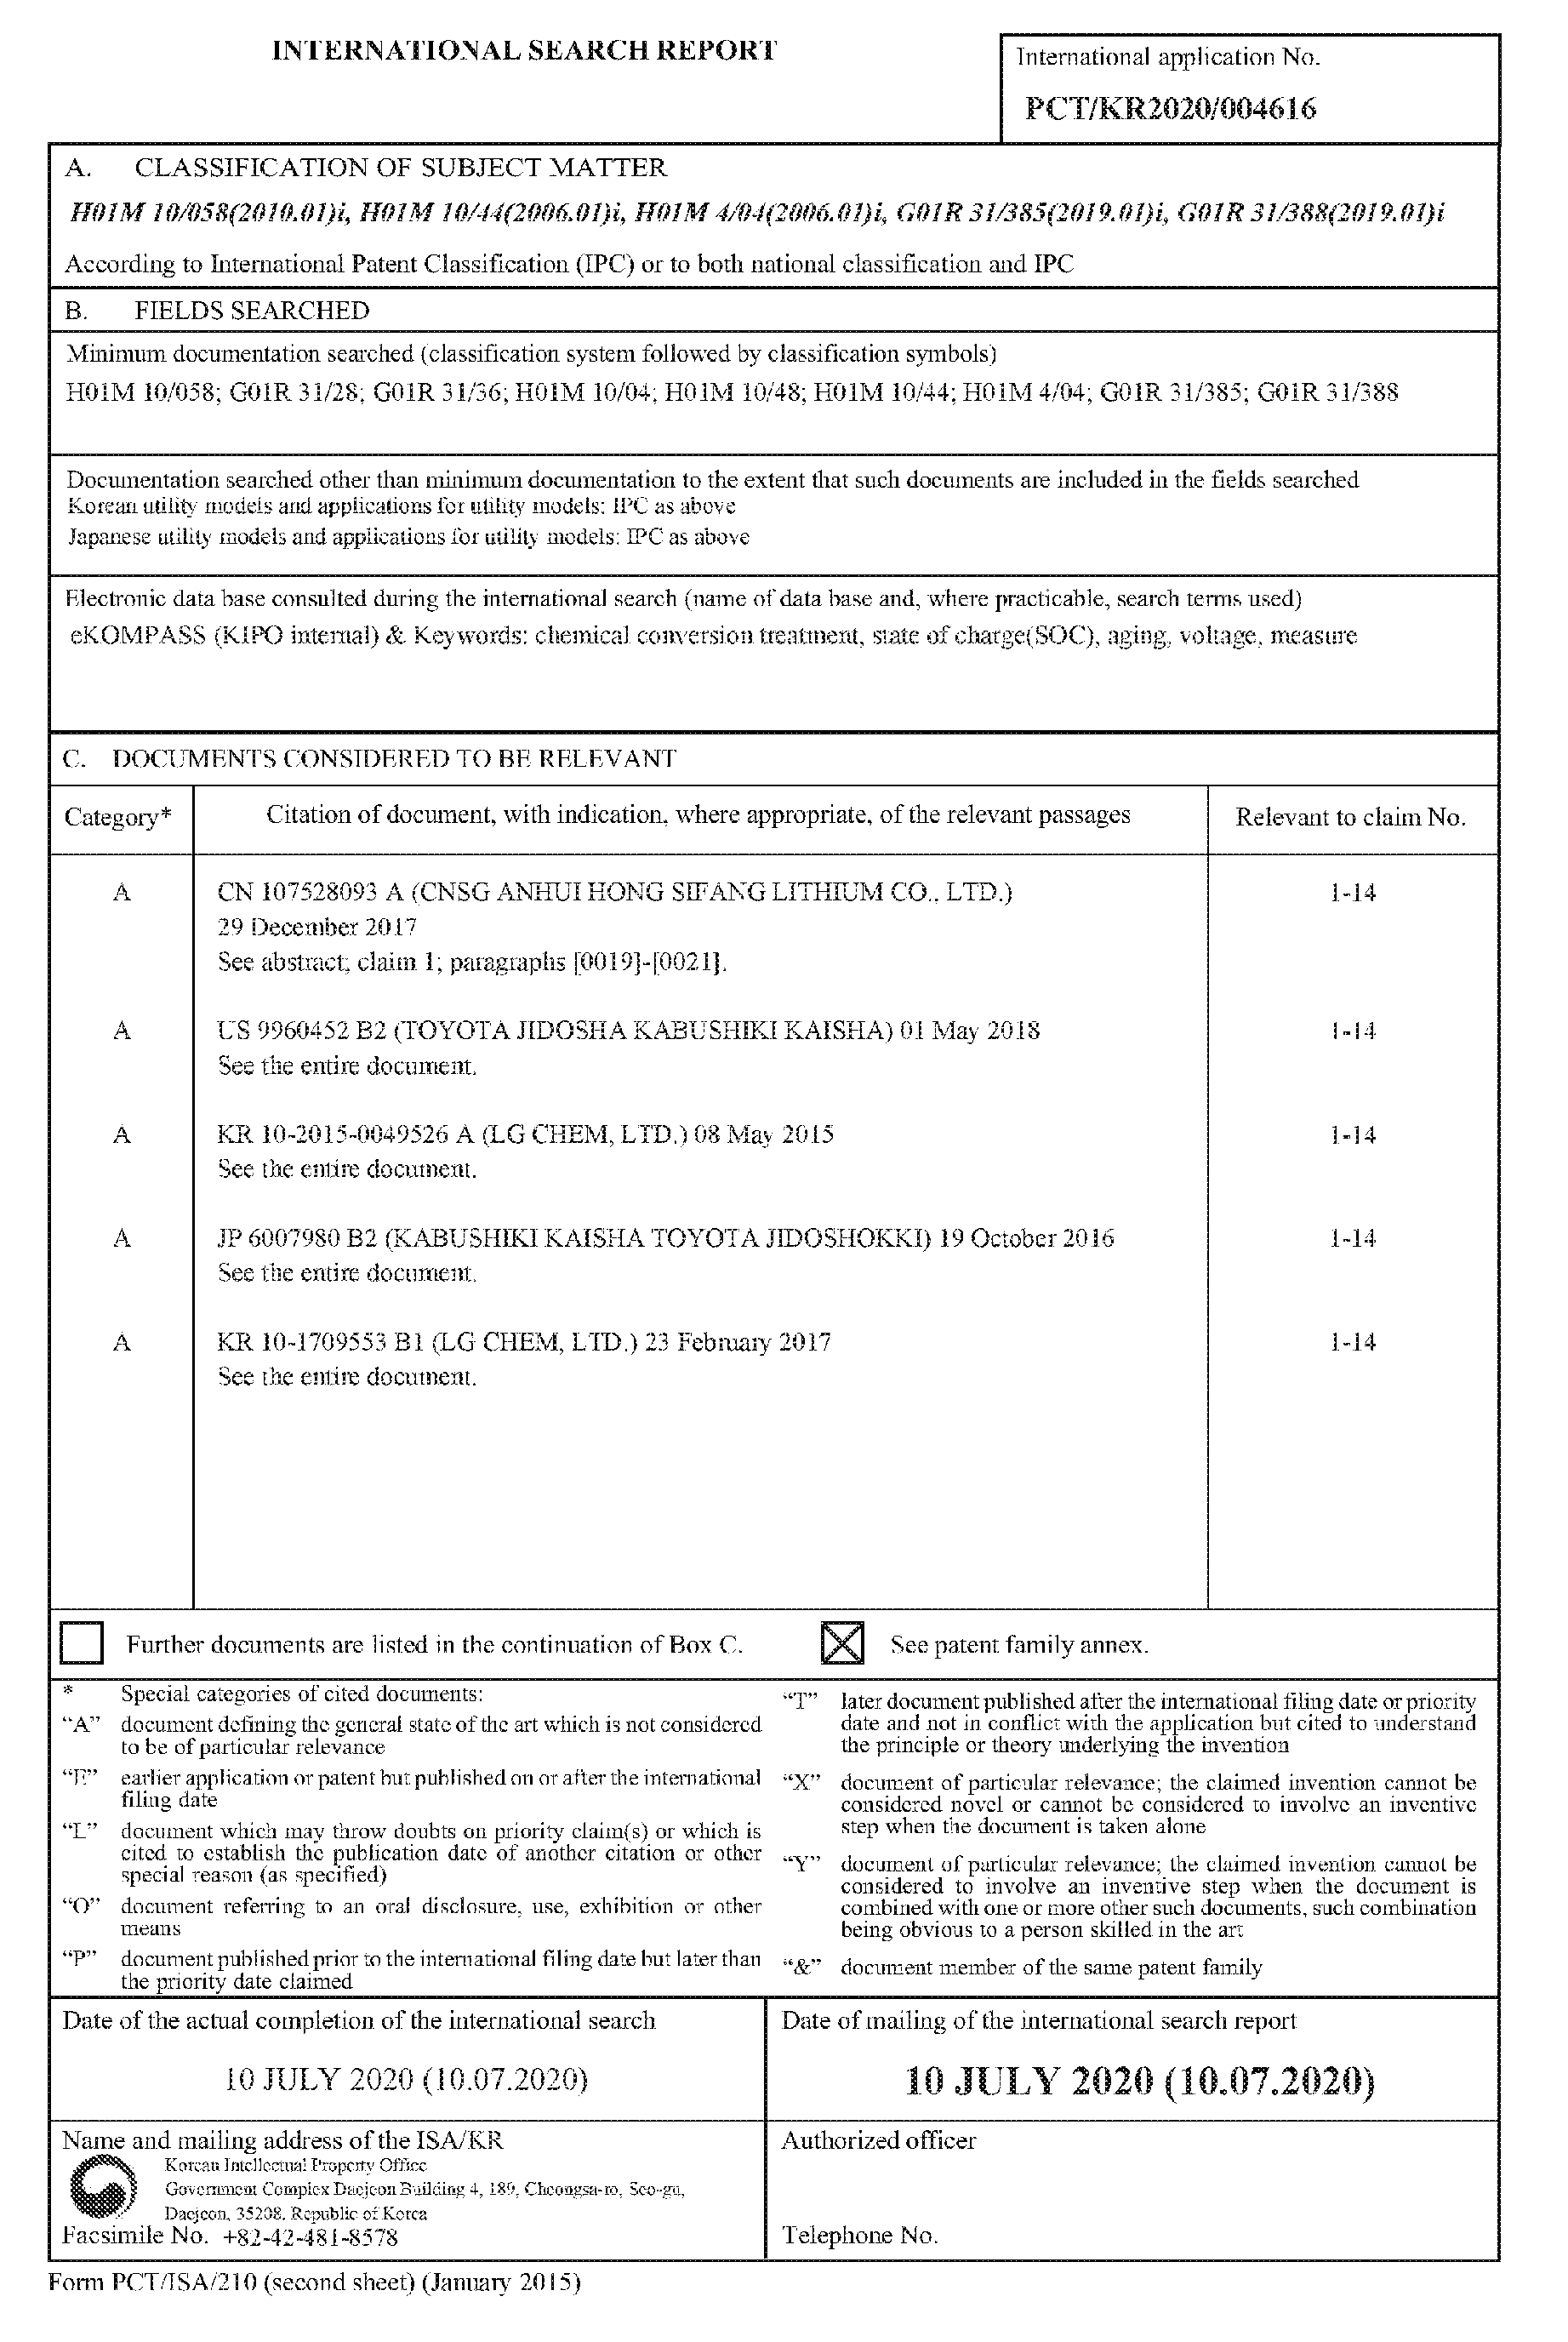 INTERNATIONAL SEARCH REPORT
International application No.
PCT/KR2020/004616
A. CLASSIFICATION OF SUBJECT MATTER
H01M 10/058(2010.01)i, H01M 10/44(2006.01)i, H01M 4/04(2006.01)i, G01R 31/385(2019.01)i, G01R 31/388(2019.01)i
According to International Patent Classification (IPC) or to both national classification and IPC
B. FIELDS SEARCHED
Minimum documentation searched (classification system followed by classification symbols)
H01M 10/058; G01R 31/28; G01R 31/36; H01M 10/04; H01M 10/48; H01M 10/44; H01M 4/04; G01R 31/385; G01R 31/388
Documentation searched other than minimum documentation to the extent that such documents are included in the fields searched
Korean utility models and applications for utility models: IPC as above
Japanese utility models and applications for utility models: IPC as above
Electronic data base consulted during the international search (name of data base and, where practicable, search terms used)
eKOMPASS (KIPO internal) & Keywords: chemical conversion treatment, state of charge(SOC), aging, voltage, measure
C. DOCUMENTS CONSIDERED TO BE RELEVANT
Category* Citation of document, with indication, where appropriate, of the relevant passages Relevant to claim No.
A CN 107528093 A (CNSG ANHUI HONG SIFANG LITHIUM CO., LTD.) 1-14
29 December 2017
See abstract; claim 1; paragraphs [0019]-[0021].
A US 9960452 B2 (TOYOTA JIDOSHA KABUSHIKI KAISHA) 01 May 2018 1-14
See the entire document.
A KR 10-2015-0049526 A (LG CHEM, LTD.) 08 May 2015 1-14
See the entire document.
A JP 6007980 B2 (KABUSHIKI KAISHA TOYOTA JIDOSHOKKI) 19 October 2016 1-14
See the entire document.
A KR 10-1709553 B1 (LG CHEM, LTD.) 23 February 2017 1-14
See the entire document.
Further documents are listed in the continuation of Box C.
See patent family annex.
* Special categories of cited documents:
“A” document defining the general state of the art which is not considered
to be of particular relevance
“E” earlier application or patent but published on or after the international
filing date
“L” document which may throw doubts on priority claim(s) or which is
cited to establish the publication date of another citation or other
special reason (as specified)
“O” document referring to an oral disclosure, use, exhibition or other
means
“P” document published prior to the international filing date but later than
the priority date claimed
“T” later document published after the international filing date or priority
date and not in conflict with the application but cited to understand
the principle or theory underlying the invention
“X” document of particular relevance; the claimed invention cannot be
considered novel or cannot be considered to involve an inventive
step when the document is taken alone
“Y” document of particular relevance; the claimed invention cannot be
considered to involve an inventive step when the document is
combined with one or more other such documents, such combination
being obvious to a person skilled in the art
“&” document member of the same patent family
Date of the actual completion of the international search
10 JULY 2020 (10.07.2020)
Date of mailing of the international search report
10 JULY 2020 (10.07.2020)
Name and mailing address of the ISA/KR
Korean Intellectual Property Office
Government Complex Daejeon Building 4, 189, Cheongsa-ro, Seo-gu,
Daejeon, 35208, Republic of Korea
Facsimile No. +82-42-481-8578
Authorized officer
Telephone No.
Form PCT/ISA/210 (second sheet) (January 2015)